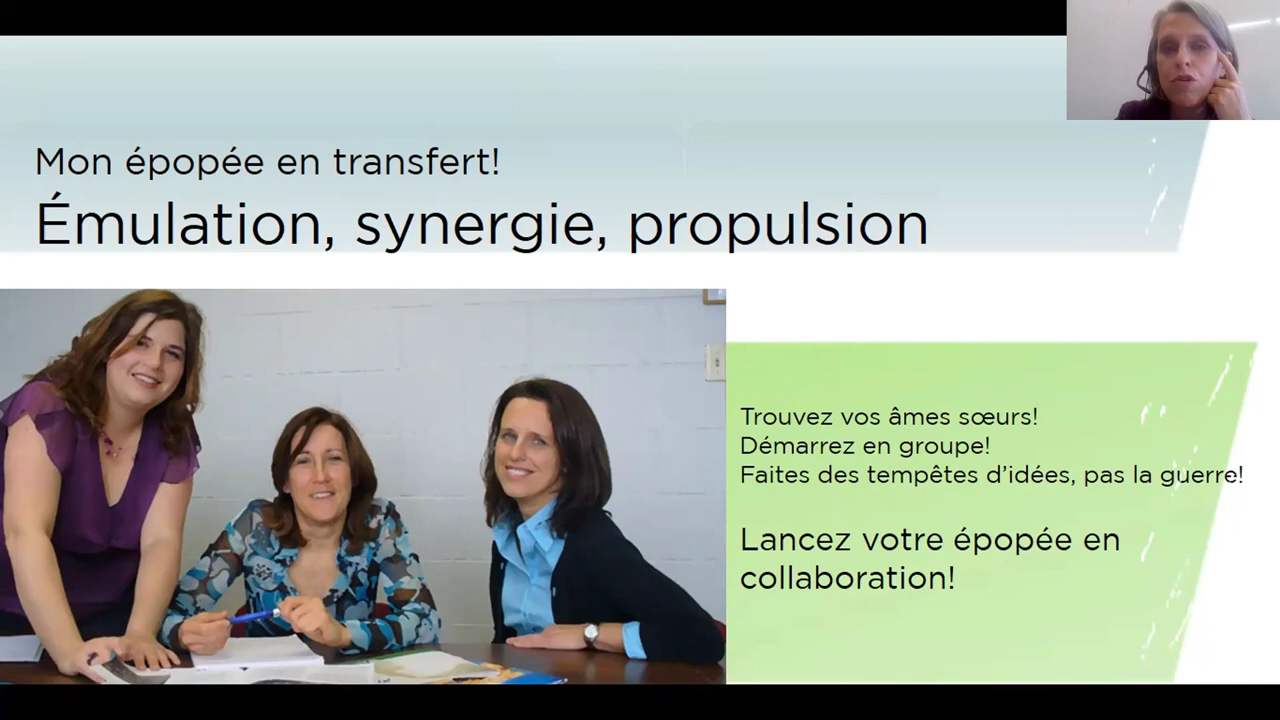 Mon épopée en transfert!
Émulation, synergie, propulsion
Trouvez vos âmes sœurs!
Démarrez en groupe!
Faites des tempêtes d’idées, pas la guerre!
Lancez votre épopée en
collaboration!